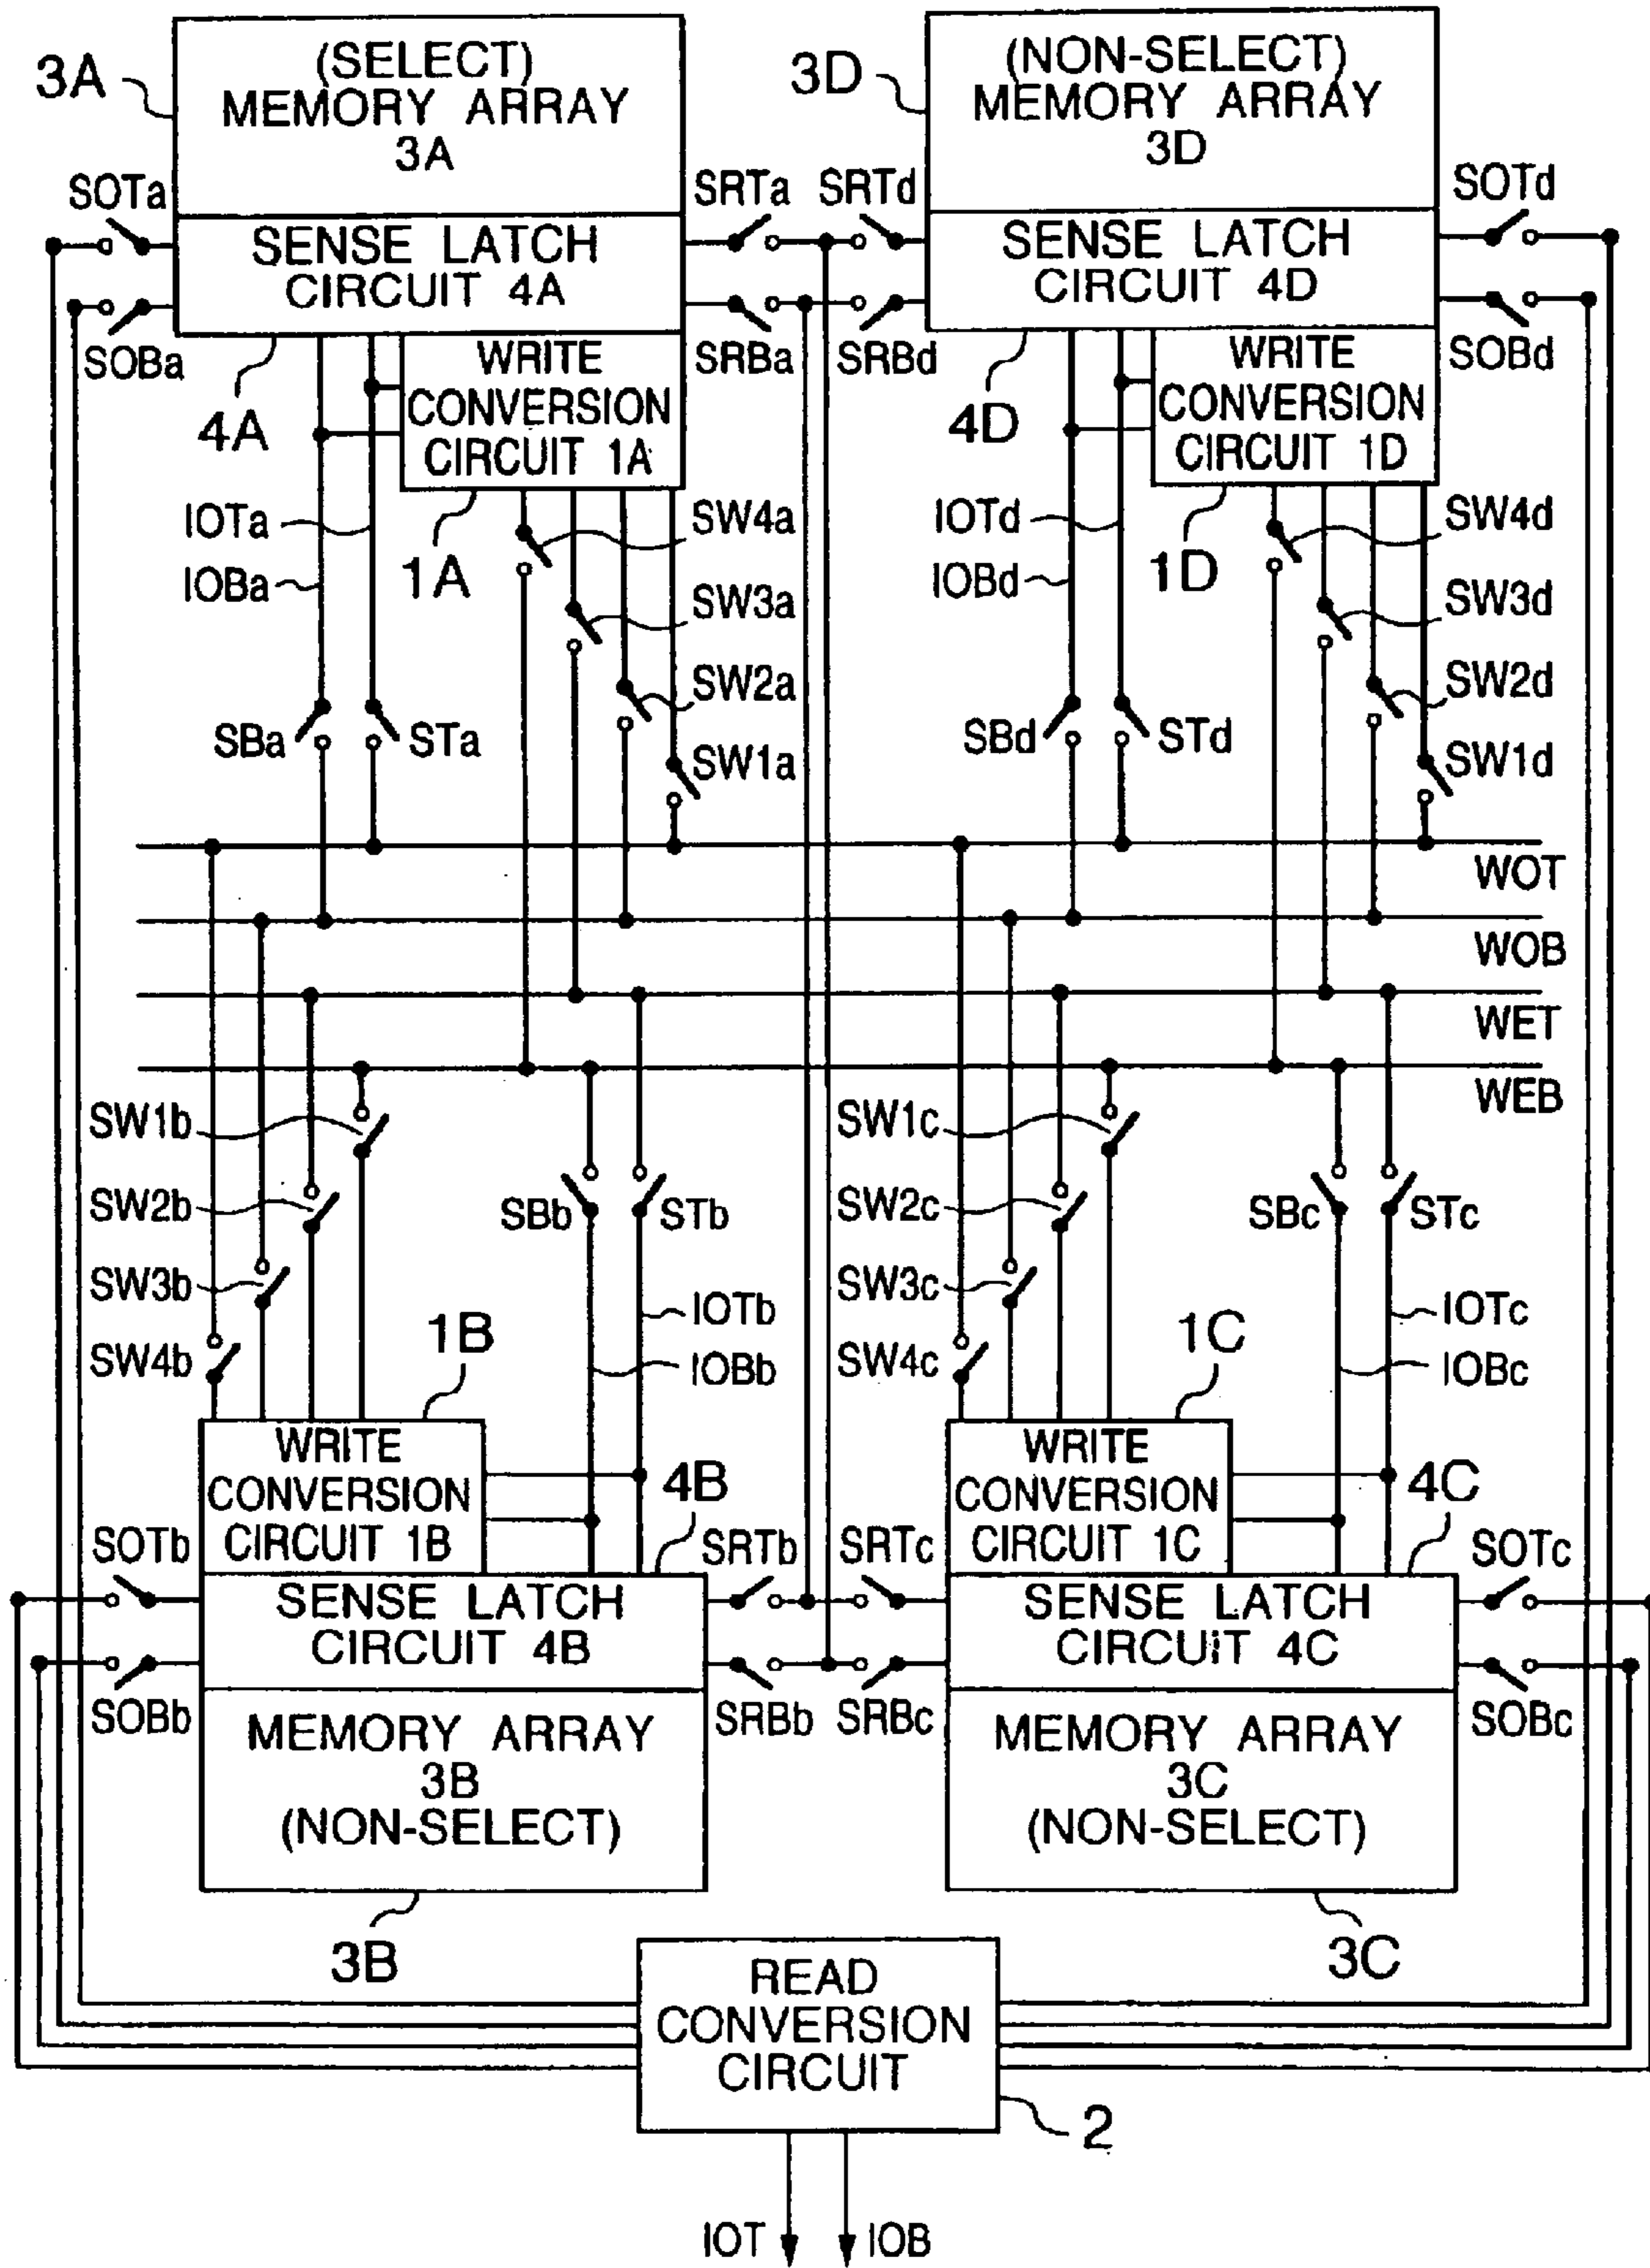 (SELECT)
MEMORY ARRAY
3A
3A
(NON-SELECT)
MEMORY ARRAY
3D
3D
SOTa
SRTa
SRTd
SOTd
SENSE LATCH
CIRCUIT 4A
SENSE LATCH
CIRCUIT 4D
SOBa
SRBa
SRBd
SOBd
4A
WRITE
CONVERSION
CIRCUIT 1A
4D
WRITE
CONVERSION
CIRCUIT 1D
IOTa
IOBa
1A
SW4a
SW3a
SW2a
SW1a
SBa
STa
IOTd
IOBd
1D
SW4d
SW3d
SW2d
SW1d
SBd
STd
WOT
WOB
WET
WEB
SW1b
SW2b
SW3b
SW4b
SBb
STb
IOTb
IOBb
1B
SW1c
SW2c
SW3c
SW4c
SBc
STc
IOTc
IOBc
1C
WRITE
CONVERSION
CIRCUIT 1B
4B
WRITE
CONVERSION
CIRCUIT 1C
4C
SOTb
SRTb
SRTc
SOTc
SENSE LATCH
CIRCUIT 4B
SENSE LATCH
CIRCUIT 4C
SOBb
SRBb
SRBc
SOBc
MEMORY ARRAY
3B
(NON-SELECT)
MEMORY ARRAY
3C
(NON-SELECT)
3B
3C
READ
CONVERSION
CIRCUIT
2
IOT
IOB